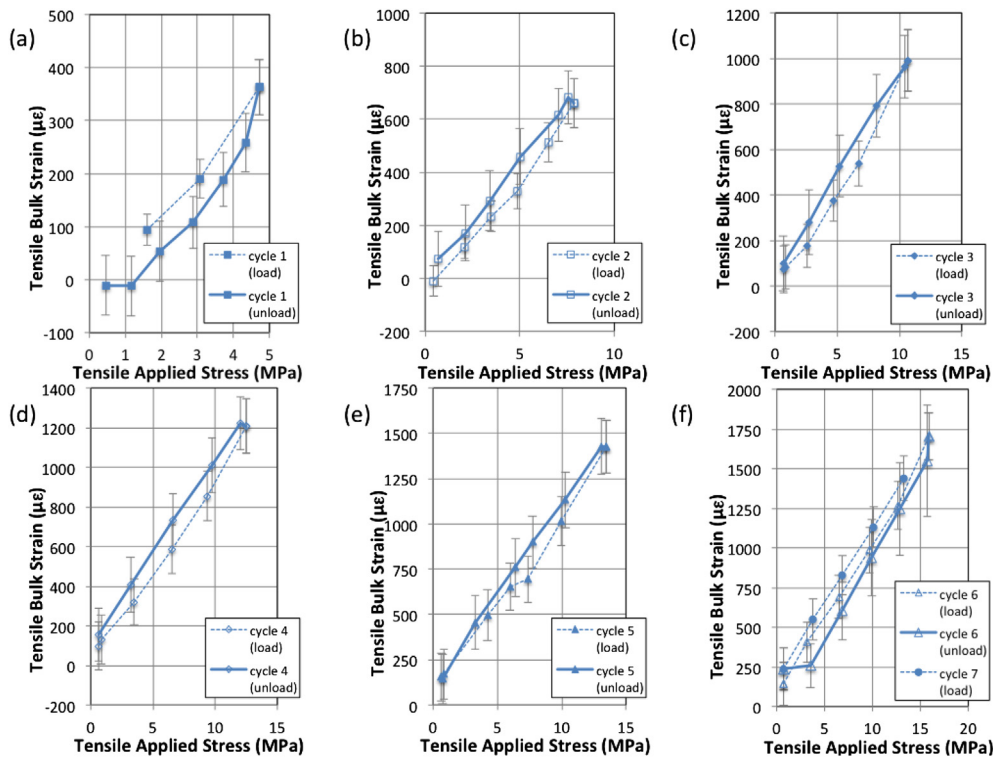 (a)
500
400
300
200
100
0
-100
0 1 2 3 4 5
Tensile Bulk Strain (με)
Tensile Applied Stress (MPa)
cycle 1
(load)
cycle 1
(unload)
(b)
1000
800
600
400
200
0
-200
0 5 10
Tensile Bulk Strain (με)
Tensile Applied Stress (MPa)
cycle 2
(load)
cycle 2
(unload)
(c)
1200
1000
800
600
400
200
0
-200
0 5 10 15
Tensile Bulk Strain (με)
Tensile Applied Stress (MPa)
cycle 3
(load)
cycle 3
(unload)
(d)
1400
1200
1000
800
600
400
200
0
-200
0 5 10 15
Tensile Bulk Strain (με)
Tensile Applied Stress (MPa)
cycle 4
(load)
cycle 4
(unload)
(e)
1750
1500
1250
1000
750
500
250
0
0 5 10 15
Tensile Bulk Strain (με)
Tensile Applied Stress (MPa)
cycle 5
(load)
cycle 5
(unload)
(f)
2000
1750
1500
1250
1000
750
500
250
0
0 5 10 15 20
Tensile Bulk Strain (με)
Tensile Applied Stress (MPa)
cycle 6
(load)
cycle 6
(unload)
cycle 7
(load)